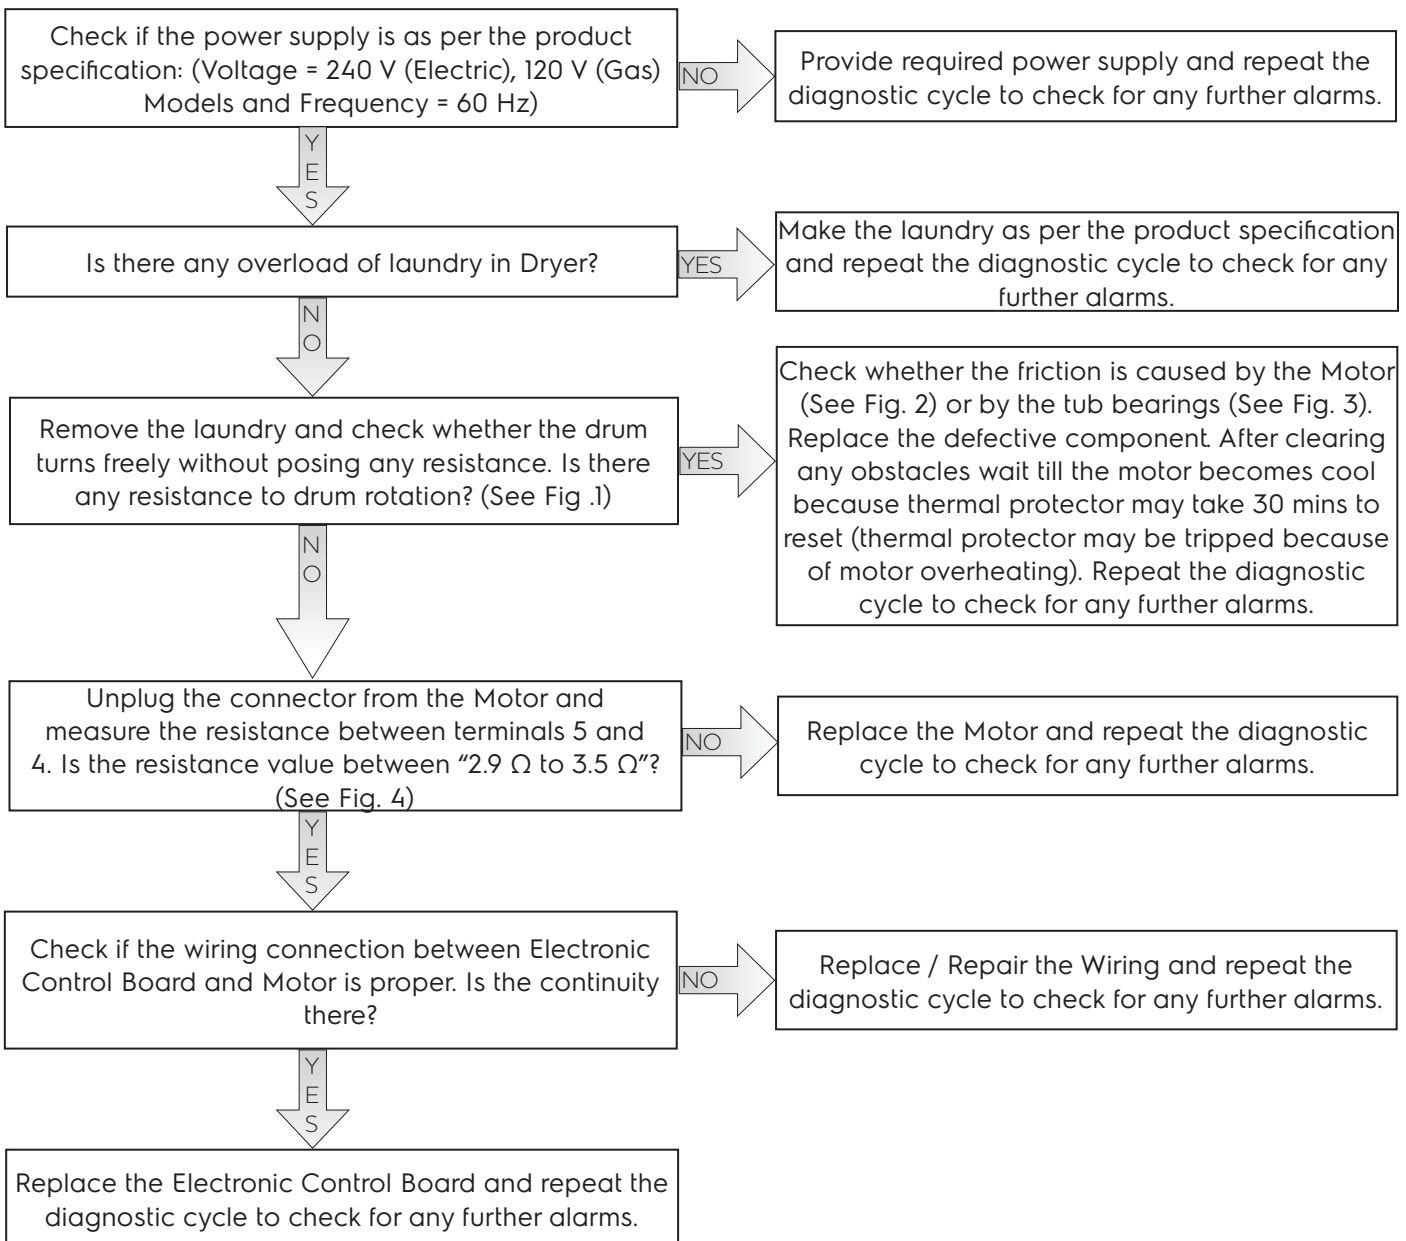 Check if the power supply is as per the product
specification: (Voltage = 240 V (Electric), 120 V (Gas)
Models and Frequency = 60 Hz)
NO
Provide required power supply and repeat the
diagnostic cycle to check for any further alarms.
Y
E
S
Is there any overload of laundry in Dryer?
YES
Make the laundry as per the product specification
and repeat the diagnostic cycle to check for any
further alarms.
N
O
Remove the laundry and check whether the drum
turns freely without posing any resistance. Is there
any resistance to drum rotation? (See Fig .1)
YES
Check whether the friction is caused by the Motor
(See Fig. 2) or by the tub bearings (See Fig. 3).
Replace the defective component. After clearing
any obstacles wait till the motor becomes cool
because thermal protector may take 30 mins to
reset (thermal protector may be tripped because
of motor overheating). Repeat the diagnostic
cycle to check for any further alarms.
N
O
Unplug the connector from the Motor and
measure the resistance between terminals 5 and
4. Is the resistance value between “2.9 Ω to 3.5 Ω”?
(See Fig. 4)
NO
Replace the Motor and repeat the diagnostic
cycle to check for any further alarms.
Y
E
S
Check if the wiring connection between Electronic
Control Board and Motor is proper. Is the continuity
there?
NO
Replace / Repair the Wiring and repeat the
diagnostic cycle to check for any further alarms.
Y
E
S
Replace the Electronic Control Board and repeat the
diagnostic cycle to check for any further alarms.